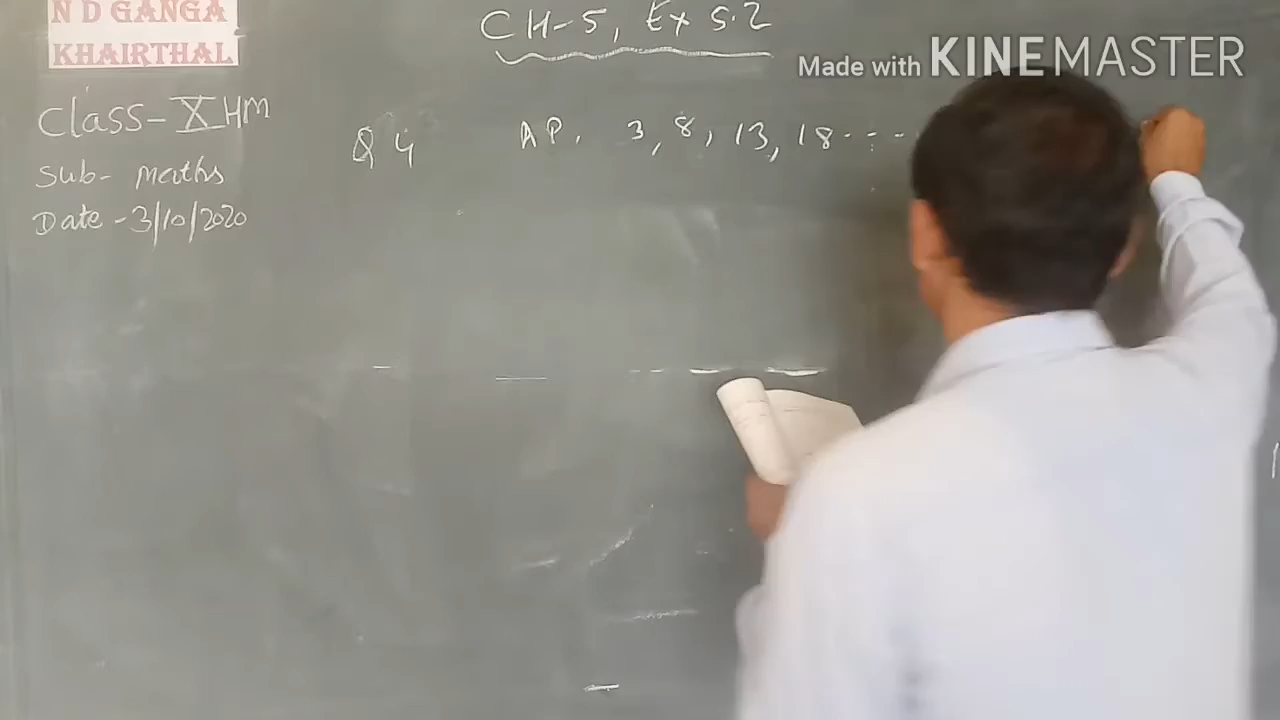 N D GANGA
KHAIRTHAL
CH-5, Ex 5.2
Made with KINEMASTER
Class-X HM
Sub- maths
Date -3/10/2020
Q 4 AP. 3, 8, 13, 18-----